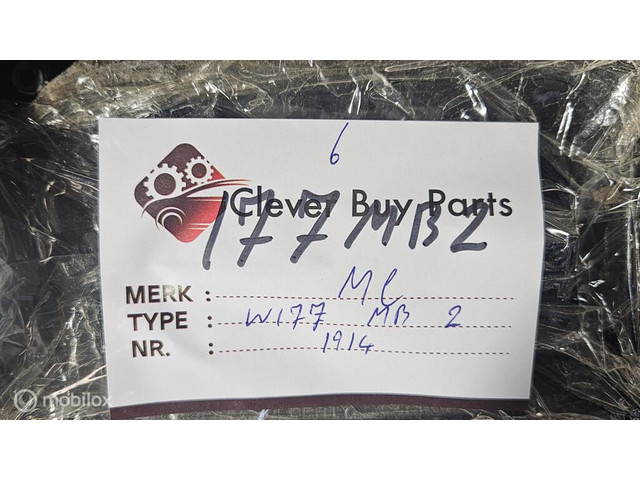 6
Clever Buy Parts
177MB2
MERK : MC
TYPE : W177 MB 2
NR. : 1914
mobilox